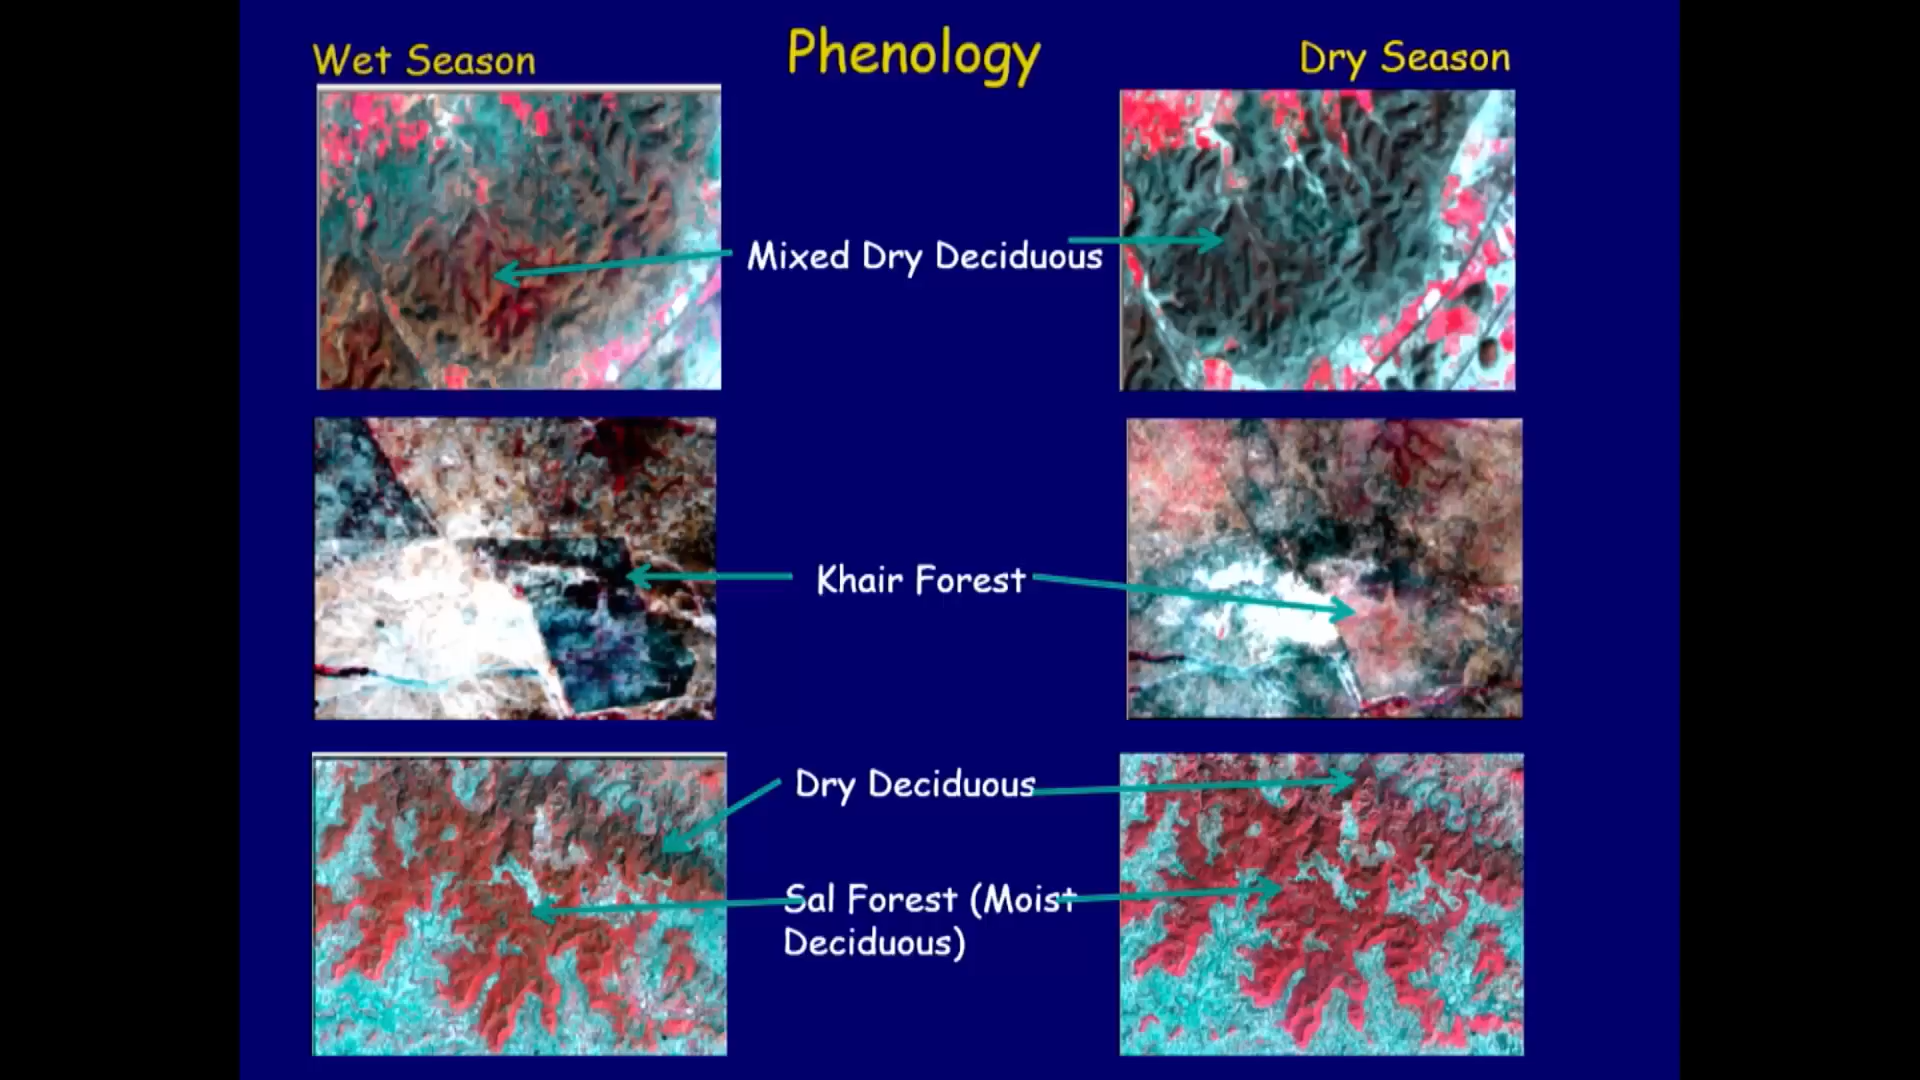 Wet Season
Phenology
Dry Season
Mixed Dry Deciduous
Khair Forest
Dry Deciduous
Sal Forest (Moist
Deciduous)